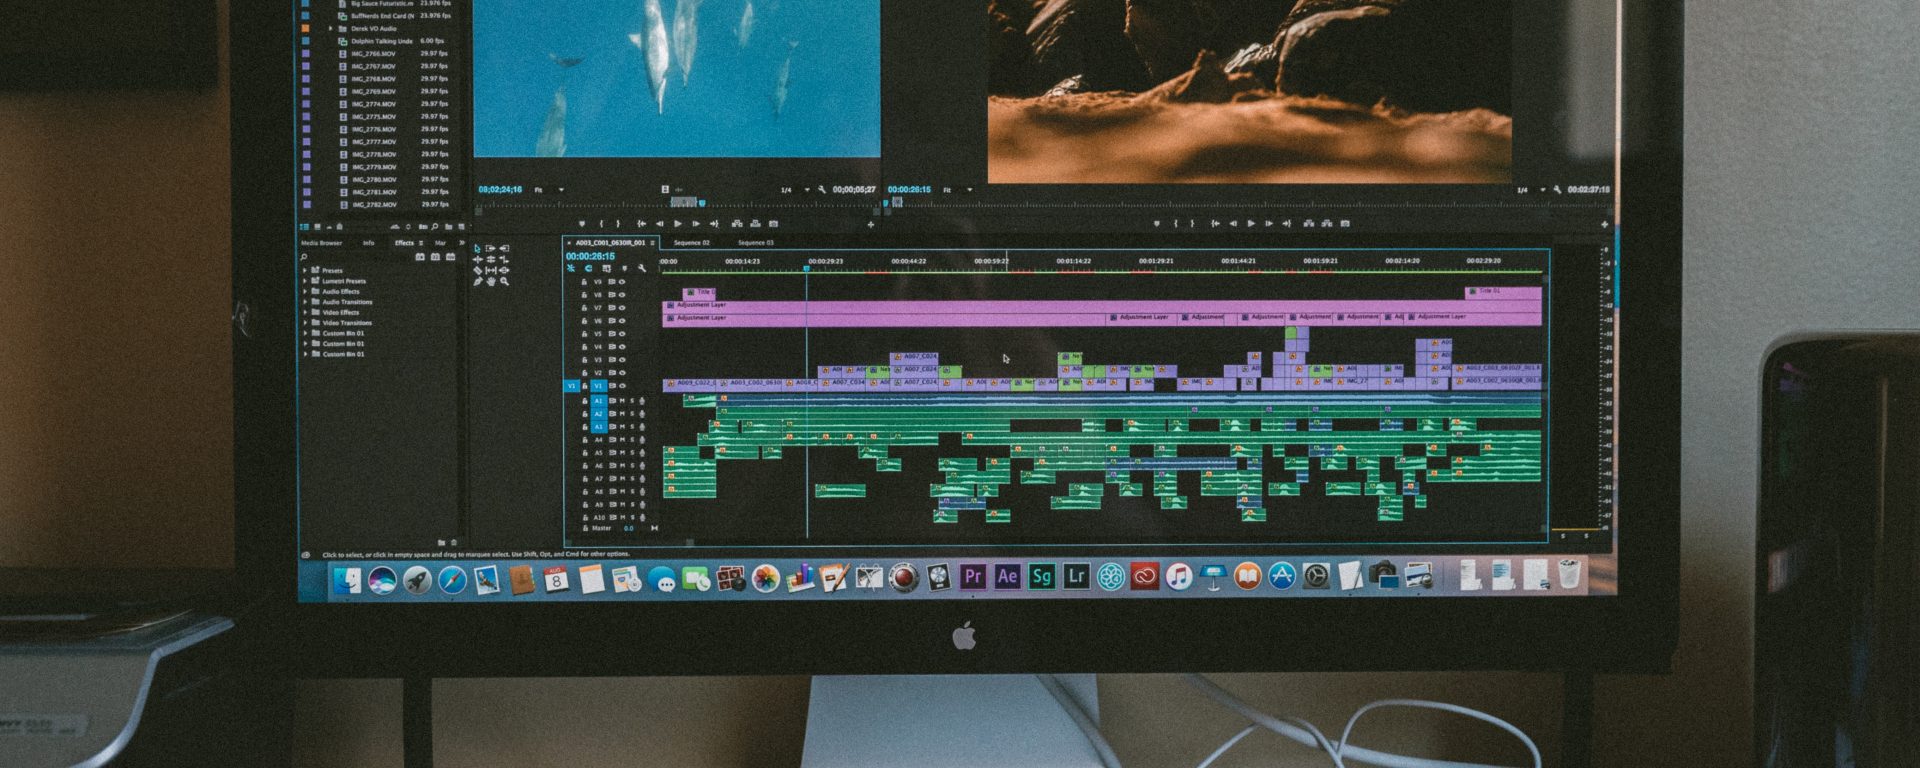 Big Sauce Futuristic.m 23.976 fps
BuffNerds End Card (N 23.976 fps
Derek VO Audio
Dolphin Talking Unde 6.00 fps
IMG_2766.MOV 29.97 fps
IMG_2767.MOV 29.97 fps
IMG_2768.MOV 29.97 fps
IMG_2769.MOV 29.97 fps
IMG_2774.MOV 29.97 fps
IMG_2775.MOV 29.97 fps
IMG_2776.MOV 29.97 fps
IMG_2777.MOV 29.97 fps
IMG_2778.MOV 29.97 fps
IMG_2779.MOV 29.97 fps
IMG_2780.MOV 29.97 fps
IMG_2781.MOV 29.97 fps
IMG_2782.MOV 29.97 fps
Fit 1/4 00;00;05;27
00:00:26:15 Fit 1/4 00:02:37:18
Media Browser Info Effects Mar
Presets
Lumetri Presets
Audio Effects
Audio Transitions
Video Effects
Video Transitions
Custom Bin 01
Custom Bin 01
Custom Bin 01
A003_C001_0630IR_001 Sequence 02 Sequence 03
00:00:26:15
:00:00 00:00:14:23 00:00:29:23 00:00:44:22 00:00:59:22 00:01:14:22 00:01:29:21 00:01:44:21 00:01:59:21 00:02:14:20 00:02:29:20
V9
V8 Title 0 Title 01
V7 Adjustment Layer
V6 Adjustment Layer Adjustment Layer Adjustment Adjustment Adjustment Adjustment Adj Adjustment Layer
V5
V4
V3 A007_C024
V2 A007_C024
V1 V1 A009_C022_0 A003_C002_0630 A008_C A007_C034 A007_C024 IMG_27
A1 M S
A2 M S
A3 M S
A4 M S
A5 M S
A6 M S
A7 M S
A8 M S
A9 M S
A10 M S
Master 0.0
S S
Click to select, or click in empty space and drag to marquee select. Use Shift, Opt, and Cmd for other options.
AUG
8
Pr Ae Sg Lr